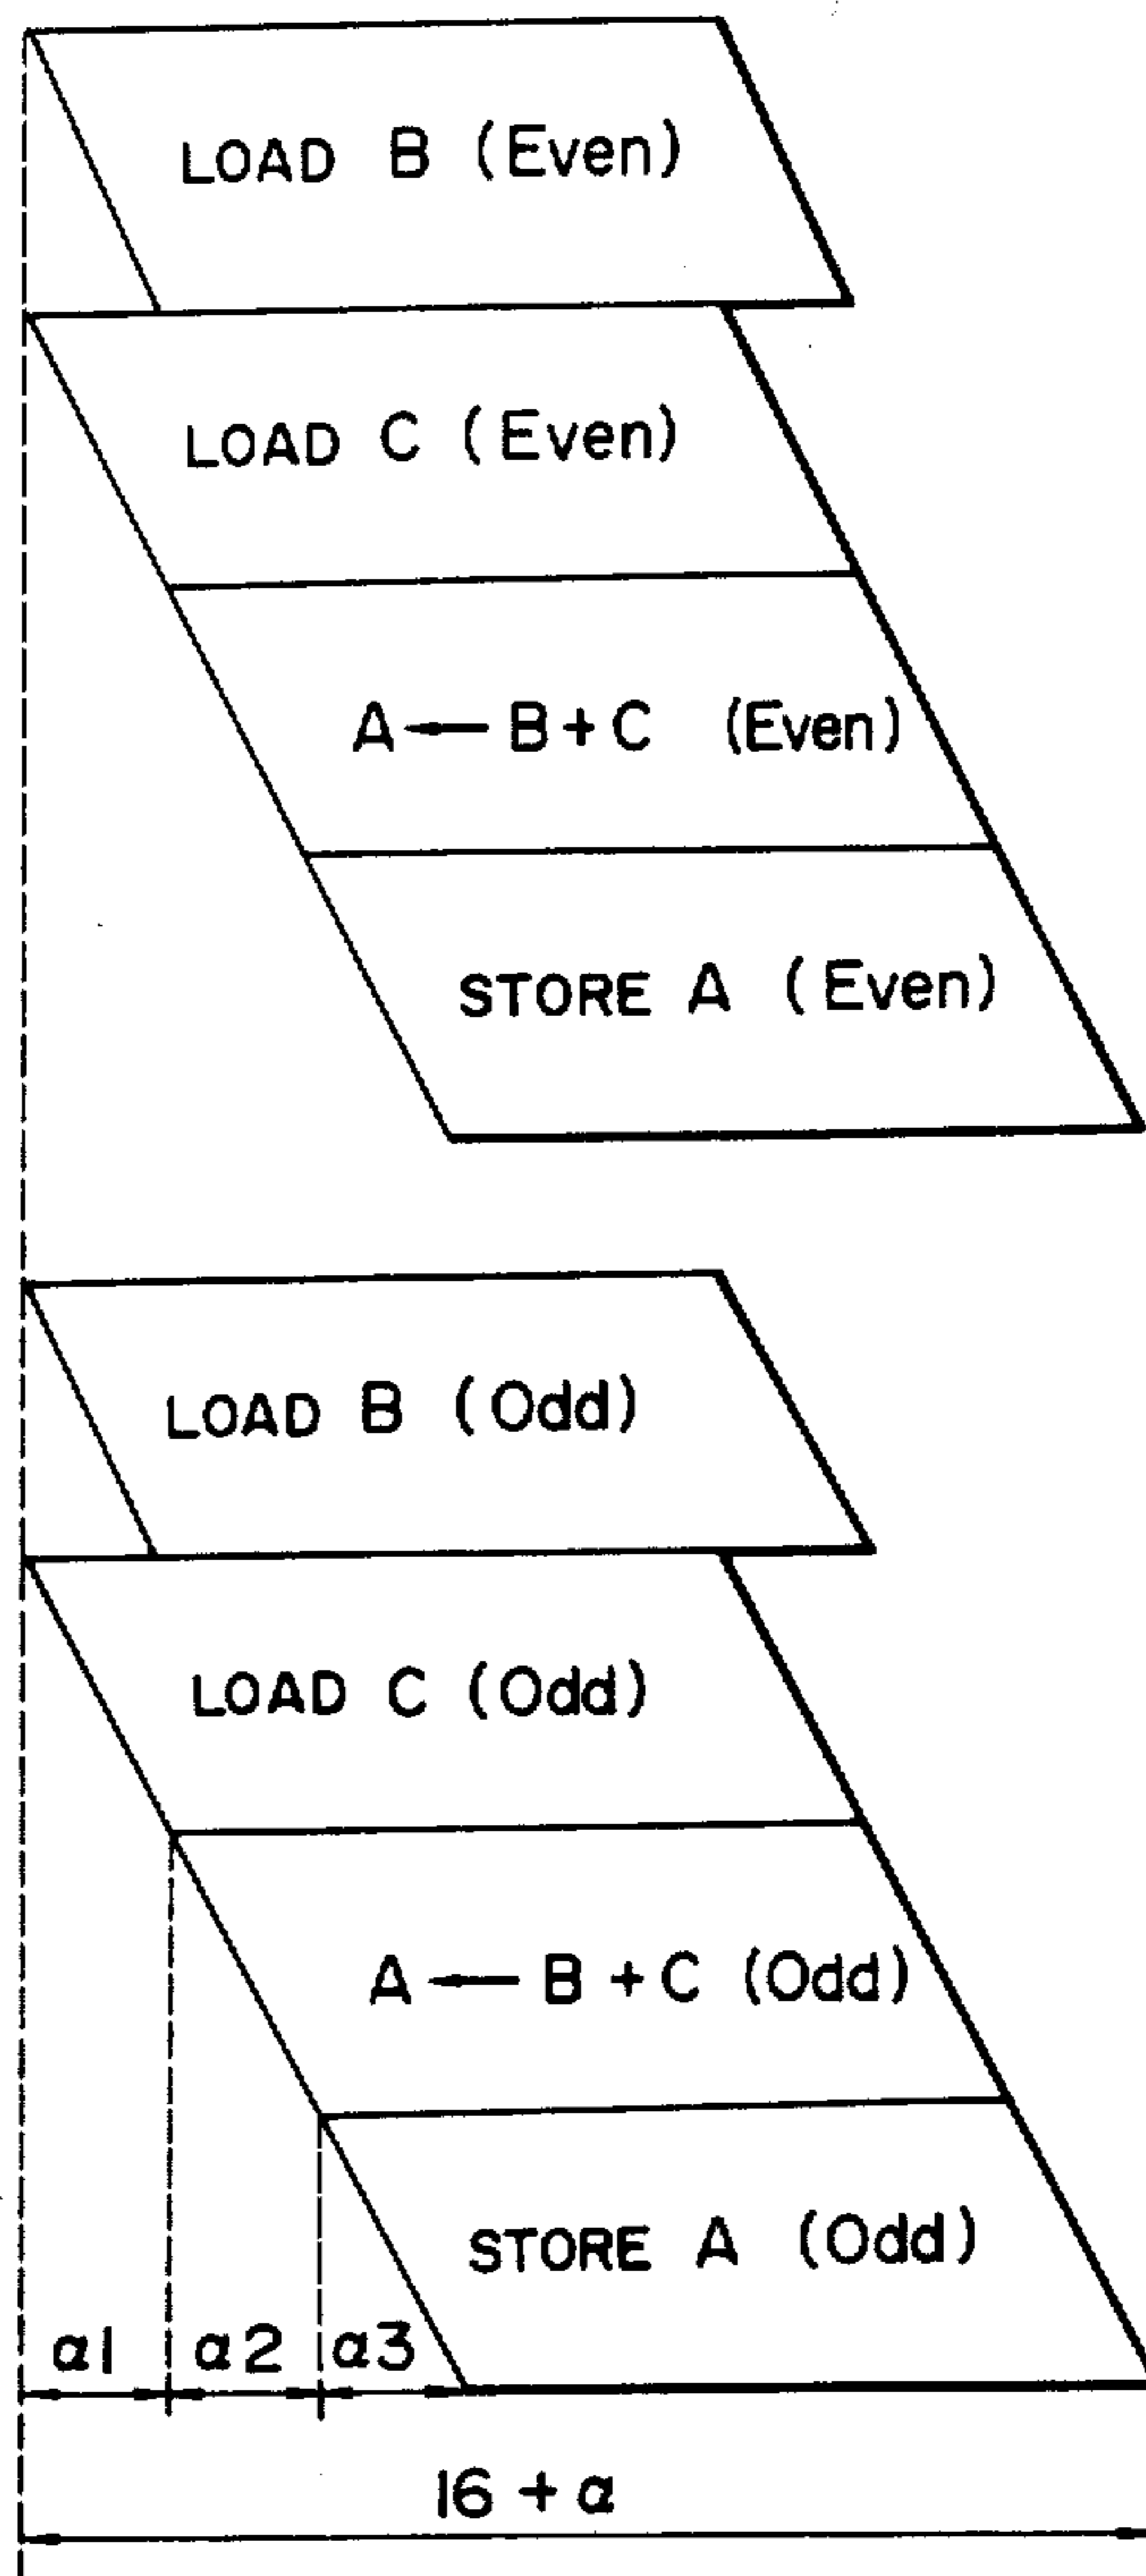 LOAD B (Even)
LOAD C (Even)
A ← B + C (Even)
STORE A (Even)
LOAD B (Odd)
LOAD C (Odd)
A ← B + C (Odd)
STORE A (Odd)
α1 α2 α3
16 + α